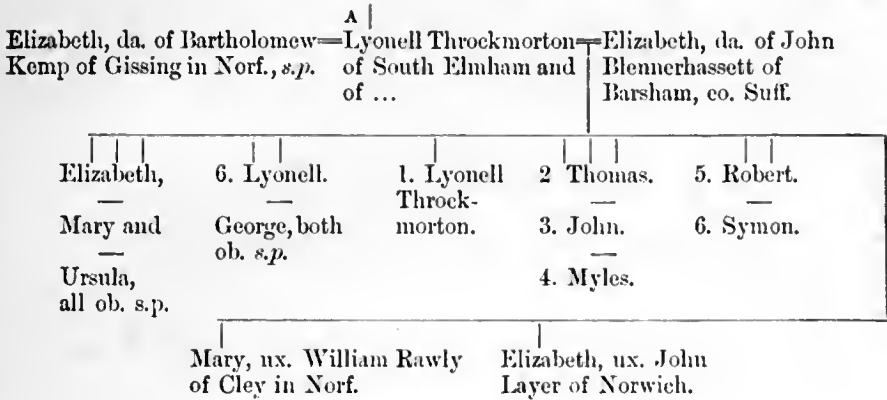 A
Elizabeth, da. of Bartholomew
Kemp of Gissing in Norf., s.p.
Lyonell Throckmorton
of South Elmham and
of ...
Elizabeth, da. of John
Blennerhassett of
Barsham, co. Suff.
Elizabeth,
—
Mary and
—
Ursula,
all ob. s.p.
6. Lyonell.
—
George, both
ob. s.p.
1. Lyonell
Throck-
morton.
2 Thomas.
—
3. John.
—
4. Myles.
5. Robert.
—
6. Symon.
Mary, ux. William Rawly
of Cley in Norf.
Elizabeth, ux. John
Layer of Norwich.